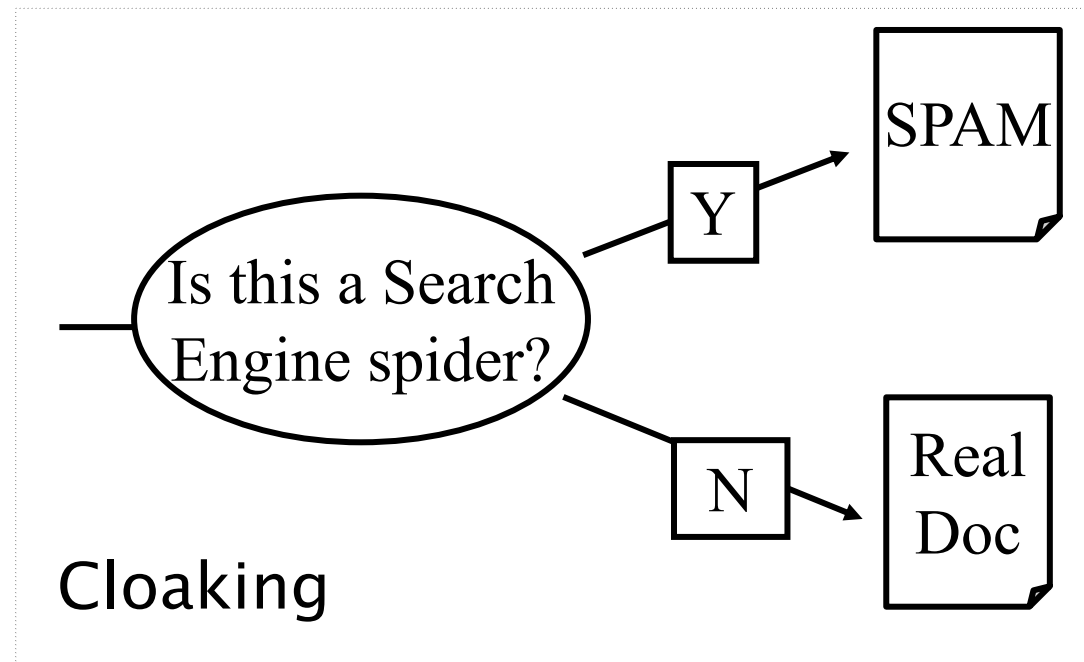 SPAM
Y
Is this a Search
Engine spider?
N
Real
Doc
Cloaking